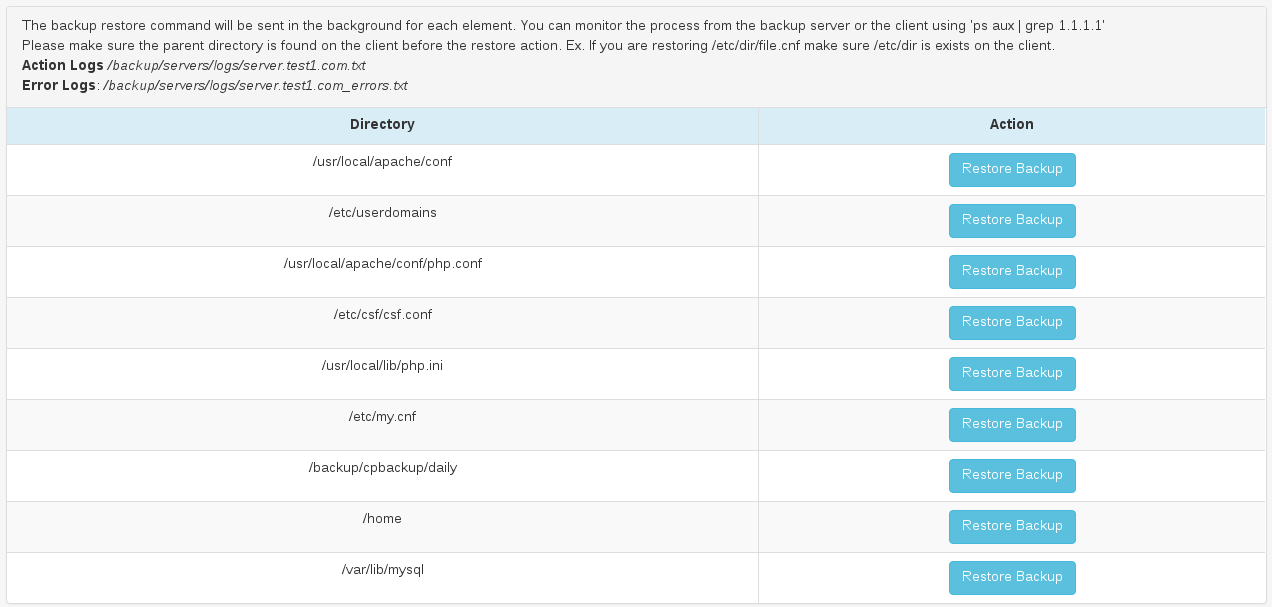 The backup restore command will be sent in the background for each element. You can monitor the process from the backup server or the client using 'ps aux | grep 1.1.1.1'
Please make sure the parent directory is found on the client before the restore action. Ex. If you are restoring /etc/dir/file.cnf make sure /etc/dir is exists on the client.
Action Logs /backup/servers/logs/server.test1.com.txt
Error Logs: /backup/servers/logs/server.test1.com_errors.txt
Directory Action
/usr/local/apache/conf Restore Backup
/etc/userdomains Restore Backup
/usr/local/apache/conf/php.conf Restore Backup
/etc/csf/csf.conf Restore Backup
/usr/local/lib/php.ini Restore Backup
/etc/my.cnf Restore Backup
/backup/cpbackup/daily Restore Backup
/home Restore Backup
/var/lib/mysql Restore Backup